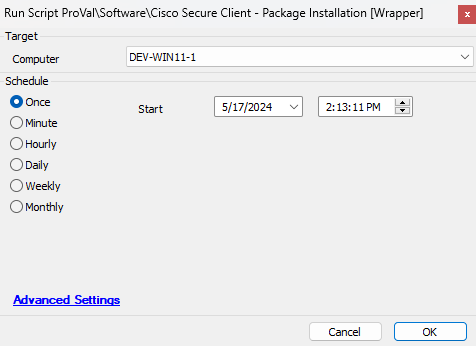 Run Script ProVal\Software\Cisco Secure Client - Package Installation [Wrapper]
x
Target
Computer
DEV-WIN11-1
Schedule
Once
Start
5/17/2024
2:13:11 PM
Minute
Hourly
Daily
Weekly
Monthly
Advanced Settings
Cancel
OK